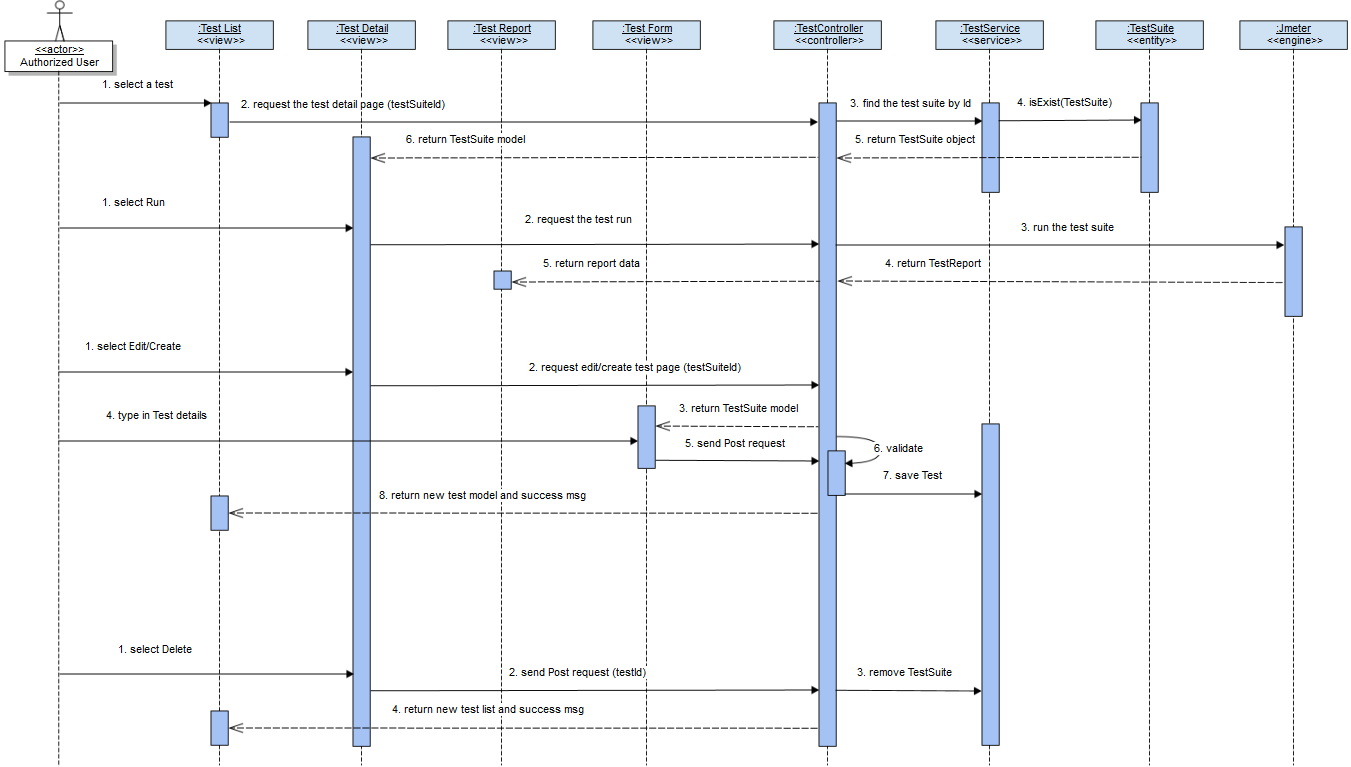 <<actor>>
Authorized User
:Test List
<<view>>
:Test Detail
<<view>>
:Test Report
<<view>>
:Test Form
<<view>>
:TestController
<<controller>>
:TestService
<<service>>
:TestSuite
<<entity>>
:Jmeter
<<engine>>
1. select a test
2. request the test detail page (testSuiteId)
3. find the test suite by Id
4. isExist(TestSuite)
5. return TestSuite object
6. return TestSuite model
1. select Run
2. request the test run
3. run the test suite
4. return TestReport
5. return report data
1. select Edit/Create
2. request edit/create test page (testSuiteId)
3. return TestSuite model
4. type in Test details
5. send Post request
6. validate
7. save Test
8. return new test model and success msg
1. select Delete
2. send Post request (testId)
3. remove TestSuite
4. return new test list and success msg